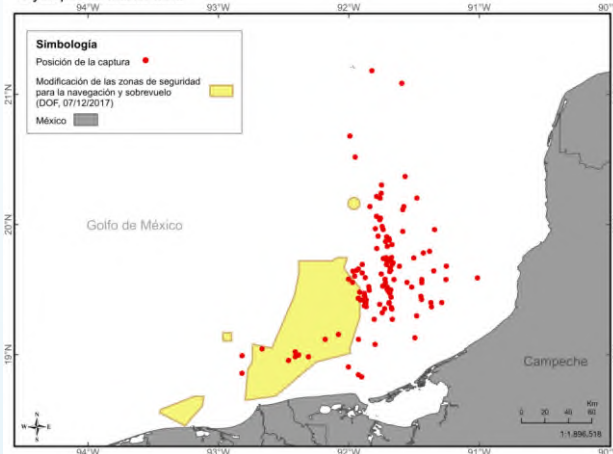 94°W 93°W 92°W 91°W 90°
Simbología
Posición de la captura
Modificación de las zonas de seguridad
para la navegación y sobrevuelo
(DOF, 07/12/2017)
México
21°N
20°N
Golfo de México
19°N
Campeche
N
W E
S
Km
0 20 40 60
1:1,896,518
94°W 93°W 92°W 91°W 90°